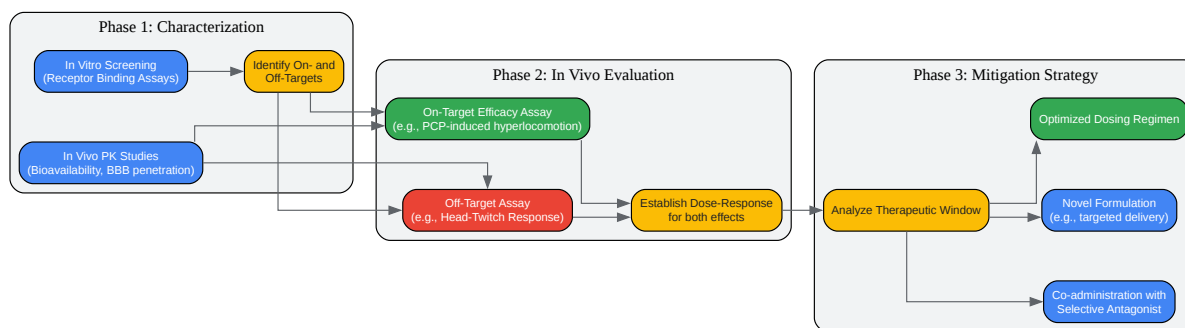 Phase 1: Characterization
In Vitro Screening
(Receptor Binding Assays)
Identify On- and
Off-Targets
In Vivo PK Studies
(Bioavailability, BBB penetration)
Phase 2: In Vivo Evaluation
On-Target Efficacy Assay
(e.g., PCP-induced hyperlocomotion)
Off-Target Assay
(e.g., Head-Twitch Response)
Establish Dose-Response
for both effects
Phase 3: Mitigation Strategy
Optimized Dosing Regimen
Analyze Therapeutic Window
Novel Formulation
(e.g., targeted delivery)
Co-administration with
Selective Antagonist